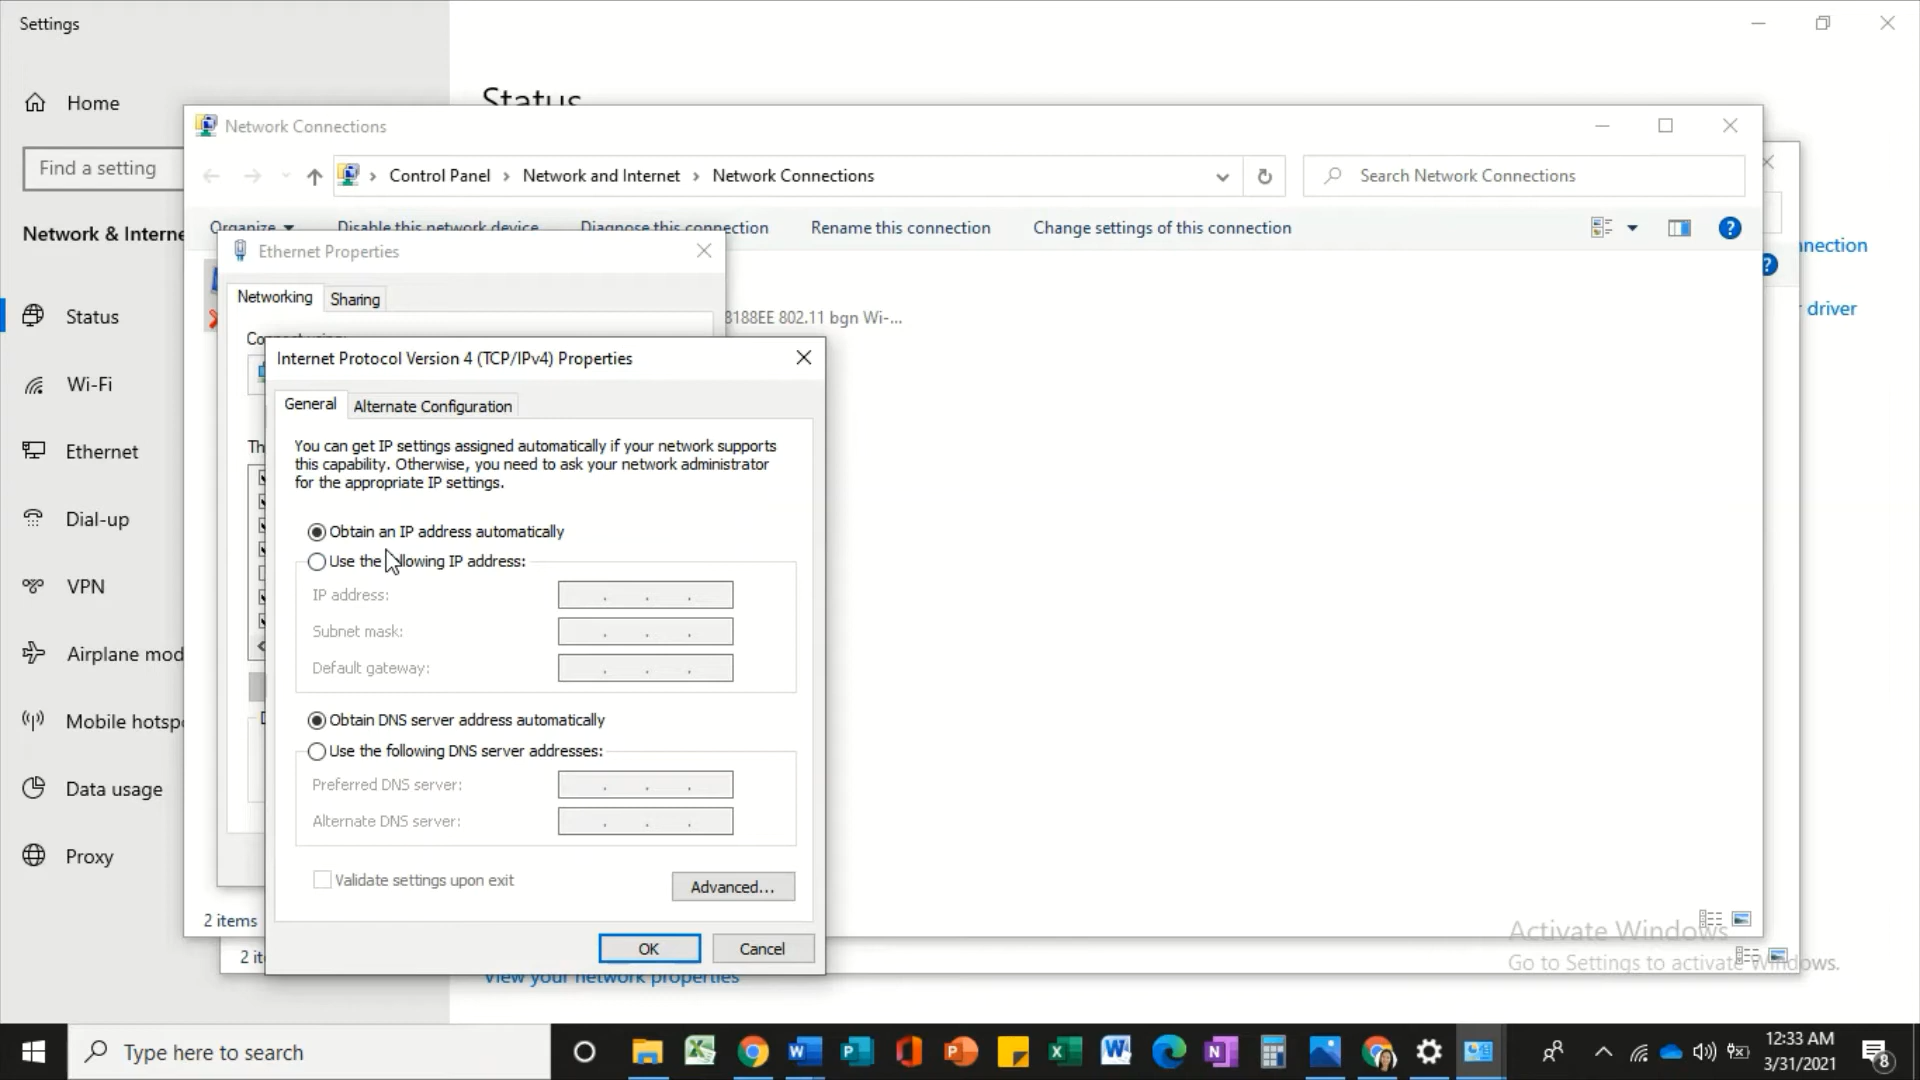 Settings
Home
Find a setting
Network & Interne
Status
Wi-Fi
Ethernet
Dial-up
VPN
Airplane mod
Mobile hotspo
Data usage
Proxy
Status
Network Connections
Control Panel
Network and Internet
Network Connections
Search Network Connections
Organize
Disable this network device
Diagnose this connection
Rename this connection
Change settings of this connection
nnection
r driver
Ethernet Properties
Networking
Sharing
8188EE 802.11 bgn Wi-...
Th
Internet Protocol Version 4 (TCP/IPv4) Properties
General
Alternate Configuration
You can get IP settings assigned automatically if your network supports
this capability. Otherwise, you need to ask your network administrator
for the appropriate IP settings.
Obtain an IP address automatically
Use the following IP address:
IP address:
Subnet mask:
Default gateway:
Obtain DNS server address automatically
Use the following DNS server addresses:
Preferred DNS server:
Alternate DNS server:
Validate settings upon exit
Advanced...
OK
Cancel
2 items
2 it
View your network properties
Activate Windows
Go to Settings to activate Windows.
Type here to search
12:33 AM
3/31/2021
8